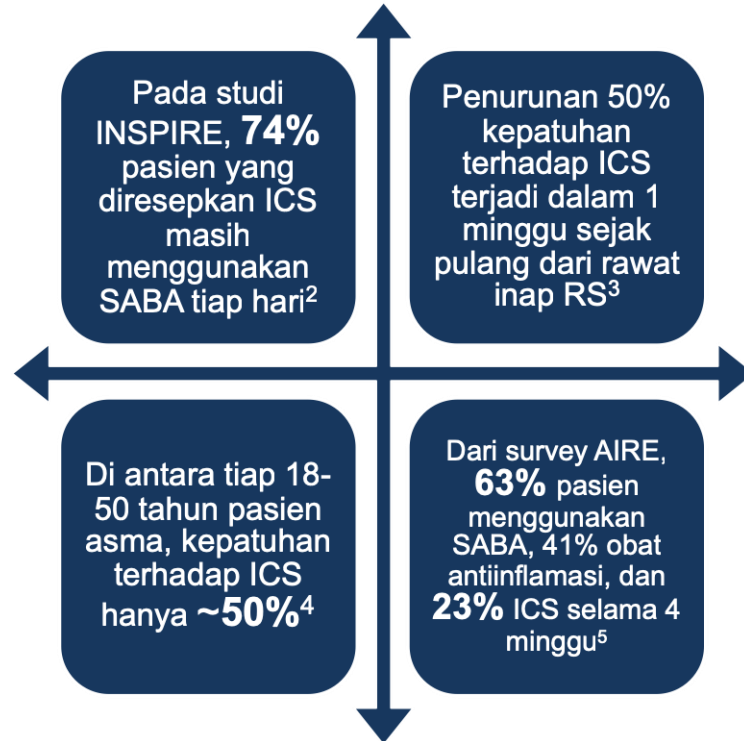 Pada studi
INSPIRE, 74%
pasien yang
diresepkan ICS
masih
menggunakan
SABA tiap hari²
Penurunan 50%
kepatuhan
terhadap ICS
terjadi dalam 1
minggu sejak
pulang dari rawat
inap RS³
Di antara tiap 18-
50 tahun pasien
asma, kepatuhan
terhadap ICS
hanya ~50%⁴
Dari survey AIRE,
63% pasien
menggunakan
SABA, 41% obat
antiinflamasi, dan
23% ICS selama 4
minggu⁵